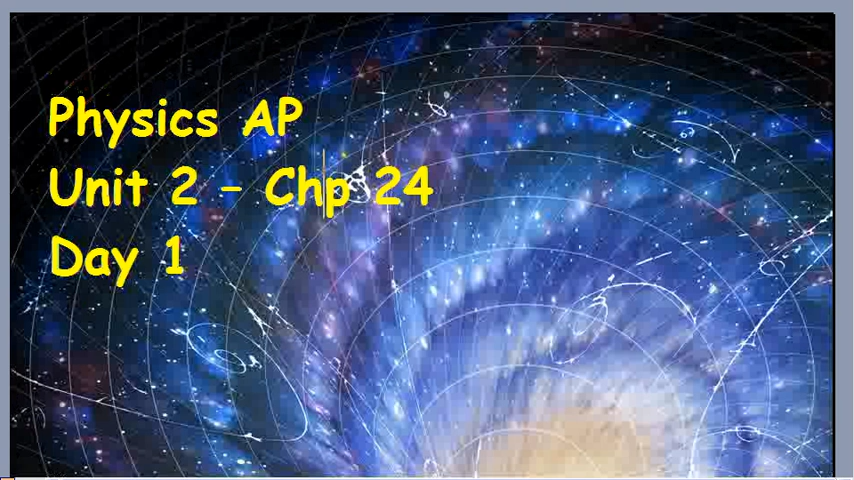 Physics AP
Unit 2 – Chp 24
Day 1